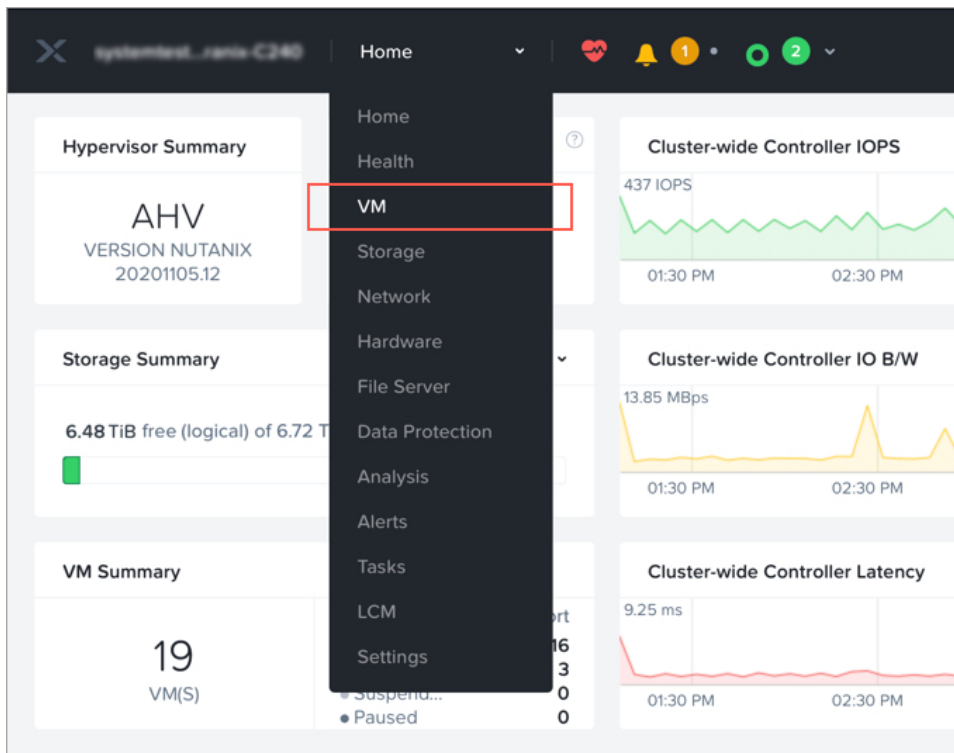 Home
1
2
Home
Health
VM
Storage
Network
Hardware
File Server
Data Protection
Analysis
Alerts
Tasks
LCM
Settings
Hypervisor Summary
AHV
VERSION NUTANIX
20201105.12
?
Cluster-wide Controller IOPS
437 IOPS
01:30 PM 02:30 PM
Storage Summary
6.48 TiB free (logical) of 6.72 T
Cluster-wide Controller IO B/W
13.85 MBps
01:30 PM 02:30 PM
VM Summary
19
VM(S)
ort
16
3
Suspend... 0
Paused 0
Cluster-wide Controller Latency
9.25 ms
01:30 PM 02:30 PM